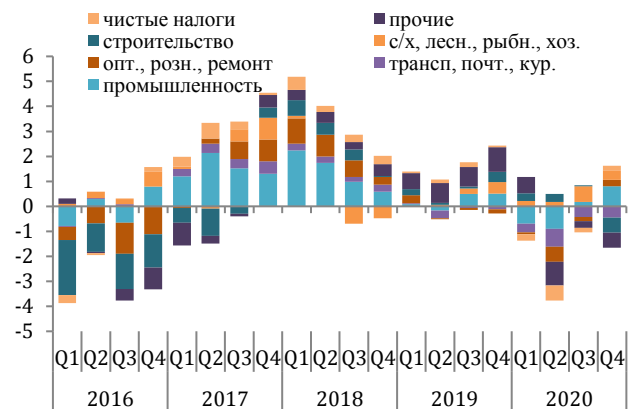 чистые налоги прочие
строительство с/х, лесн., рыбн., хоз.
опт., розн., ремонт трансп, почт., кур.
промышленность
6
5
4
3
2
1
0
-1
-2
-3
-4
-5
Q1 Q2 Q3 Q4 Q1 Q2 Q3 Q4 Q1 Q2 Q3 Q4 Q1 Q2 Q3 Q4 Q1 Q2 Q3 Q4
2016 2017 2018 2019 2020